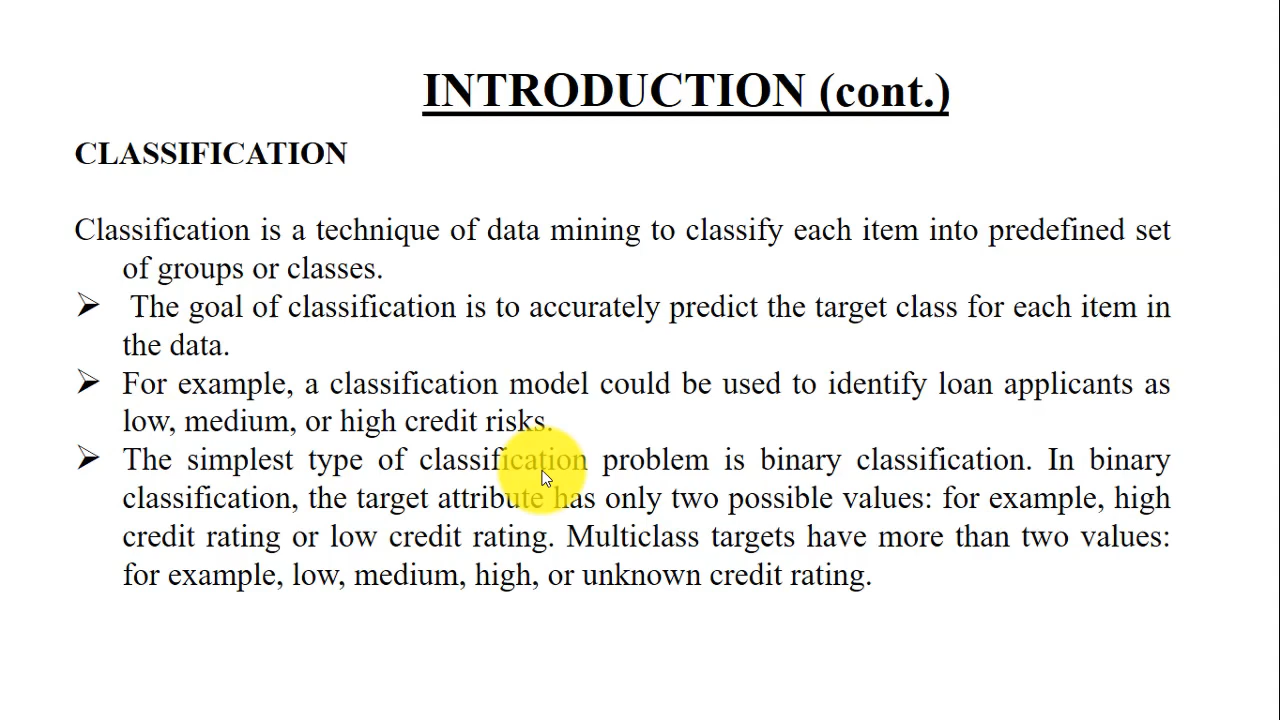 INTRODUCTION (cont.)
CLASSIFICATION
Classification is a technique of data mining to classify each item into predefined set
of groups or classes.
➢ The goal of classification is to accurately predict the target class for each item in
the data.
➢ For example, a classification model could be used to identify loan applicants as
low, medium, or high credit risks.
➢ The simplest type of classification problem is binary classification. In binary
classification, the target attribute has only two possible values: for example, high
credit rating or low credit rating. Multiclass targets have more than two values:
for example, low, medium, high, or unknown credit rating.